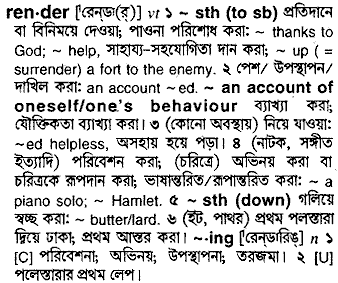 ren·der ['রেন্‌ডা(র্)] vt ১ ~ sth (to sb) প্রতিদানে
বা বিনিময়ে দেওয়া; পাওনা পরিশোধ করা: ~ thanks to
God; ~ help, সাহায্য-সহযোগিতা দান করা; ~ up ( =
surrender) a fort to the enemy. ২ পেশ/ উপস্থাপন/
দাখিল করা: an account ~ed. ~ an account of
oneself/one's behaviour ব্যাখ্যা করা;
যৌক্তিকতা ব্যাখ্যা করা। ৩ (কোনো অবস্থায়) নিয়ে যাওয়া:
~ed helpless, অসহায় হয়ে পড়া। ৪ (নাটক, সঙ্গীত
ইত্যাদি) পরিবেশন করা; (চরিত্রে) অভিনয় করা বা
চরিত্রকে রূপদান করা; ভাষান্তরিত/রূপান্তরিত করা: ~ a
piano solo; ~ Hamlet. ৫ ~ sth (down) গলিয়ে
স্বচ্ছ করা: ~ butter/lard. ৬ (ইট, পাথর) প্রথম পলস্তারা
দিয়ে ঢাকা; প্রথম আস্তর করা। ~·ing ['রেন্‌ডারিঙ্] n ১
[C] পরিবেশনা; অভিনয়; উপস্থাপনা; তরজমা। ২ [U]
পলেস্তারার প্রথম লেপ।